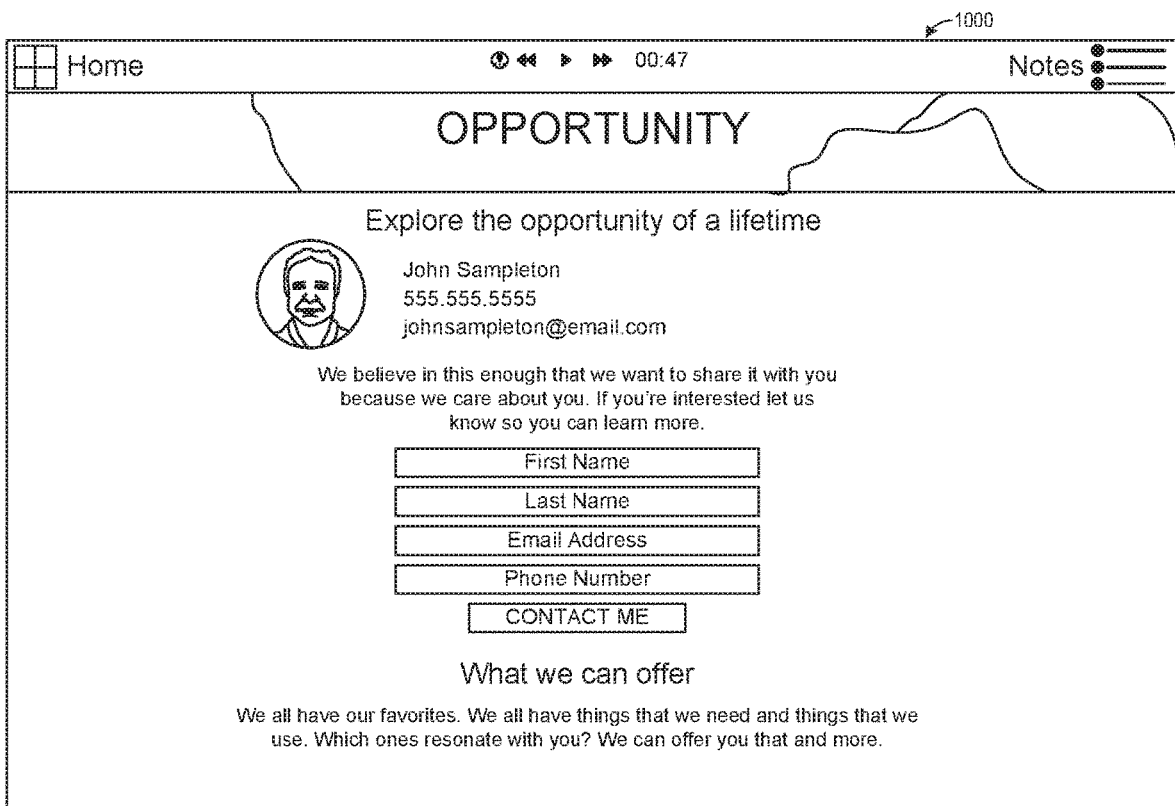 1000
Home 00:47 Notes
OPPORTUNITY
Explore the opportunity of a lifetime
John Sampleton
555.555.5555
johnsampleton@email.com
We believe in this enough that we want to share it with you
because we care about you. If you're interested let us
know so you can learn more.
First Name
Last Name
Email Address
Phone Number
CONTACT ME
What we can offer
We all have our favorites. We all have things that we need and things that we
use. Which ones resonate with you? We can offer you that and more.